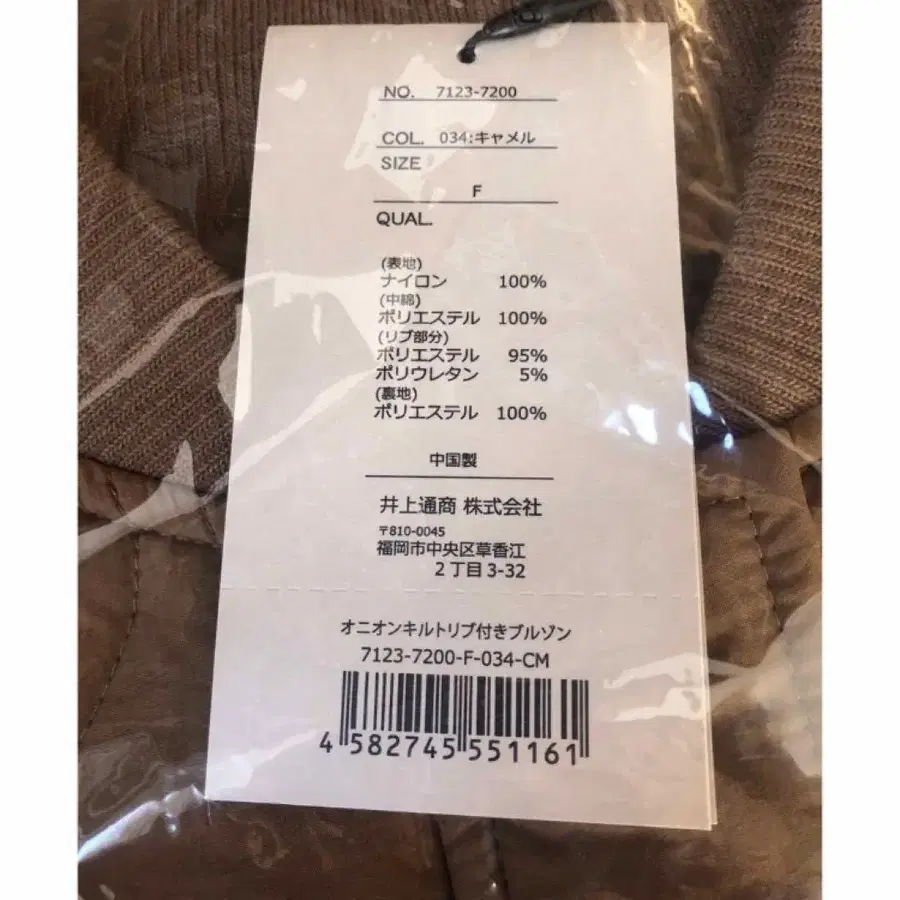 NO. 7123-7200
COL. 034:キャメル
SIZE
F
QUAL.
(表地)
ナイロン 100%
(中綿)
ポリエステル 100%
(リブ部分)
ポリエステル 95%
ポリウレタン 5%
(裏地)
ポリエステル 100%
中国製
井上通商 株式会社
〒810-0045
福岡市中央区草香江
2丁目3-32
オニオンキルトリブ付きブルゾン
7123-7200-F-034-CM
4 582745 551161